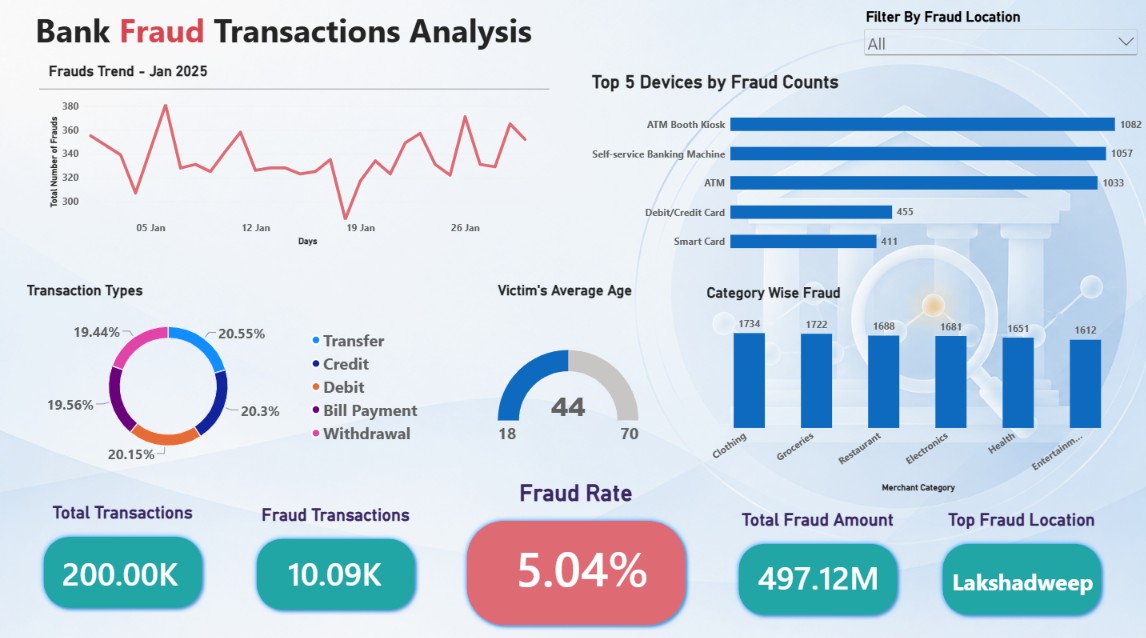 Bank Fraud Transactions Analysis
Filter By Fraud Location
All
Frauds Trend - Jan 2025
Total Number of Frauds
380
360
340
320
300
05 Jan
12 Jan
19 Jan
26 Jan
Days
Top 5 Devices by Fraud Counts
ATM Booth Kiosk
1082
Self-service Banking Machine
1057
ATM
1033
Debit/Credit Card
455
Smart Card
411
Transaction Types
19.44%
20.55%
19.56%
20.3%
20.15%
Transfer
Credit
Debit
Bill Payment
Withdrawal
Victim's Average Age
44
18
70
Category Wise Fraud
1734
1722
1688
1681
1651
1612
Clothing
Groceries
Restaurant
Electronics
Health
Entertainm...
Merchant Category
Total Transactions
200.00K
Fraud Transactions
10.09K
Fraud Rate
5.04%
Total Fraud Amount
497.12M
Top Fraud Location
Lakshadweep